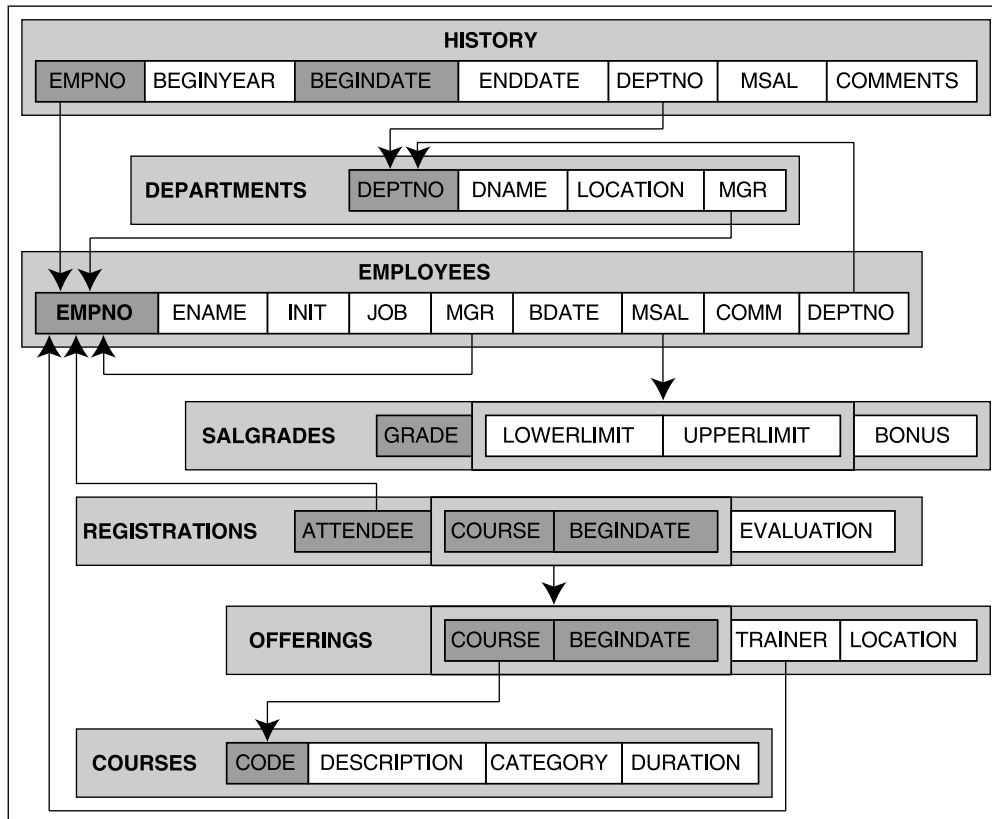 HISTORY
EMPNO BEGINYEAR BEGINDATE ENDDATE DEPTNO MSAL COMMENTS
DEPARTMENTS DEPTNO DNAME LOCATION MGR
EMPLOYEES
EMPNO ENAME INIT JOB MGR BDATE MSAL COMM DEPTNO
SALGRADES GRADE LOWERLIMIT UPPERLIMIT BONUS
REGISTRATIONS ATTENDEE COURSE BEGINDATE EVALUATION
OFFERINGS COURSE BEGINDATE TRAINER LOCATION
COURSES CODE DESCRIPTION CATEGORY DURATION